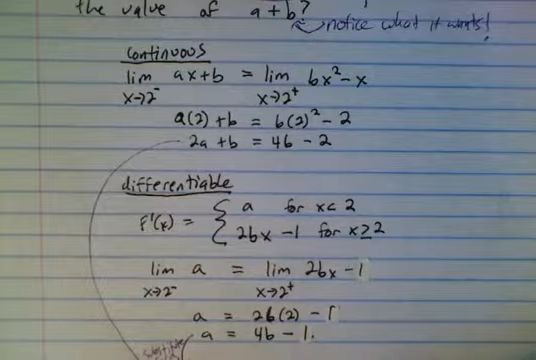 the value of a+b?
notice what it wants!
continuous
lim ax+b = lim bx² - x
x→2⁻ x→2⁺
a(2)+b = b(2)² - 2
2a+b = 4b - 2
differentiable
f'(x) = { a for x< 2
2bx - 1 for x≥2
lim a = lim 2bx - 1
x→2⁻ x→2⁺
a = 2b(2) - 1
a = 4b - 1.
substitute